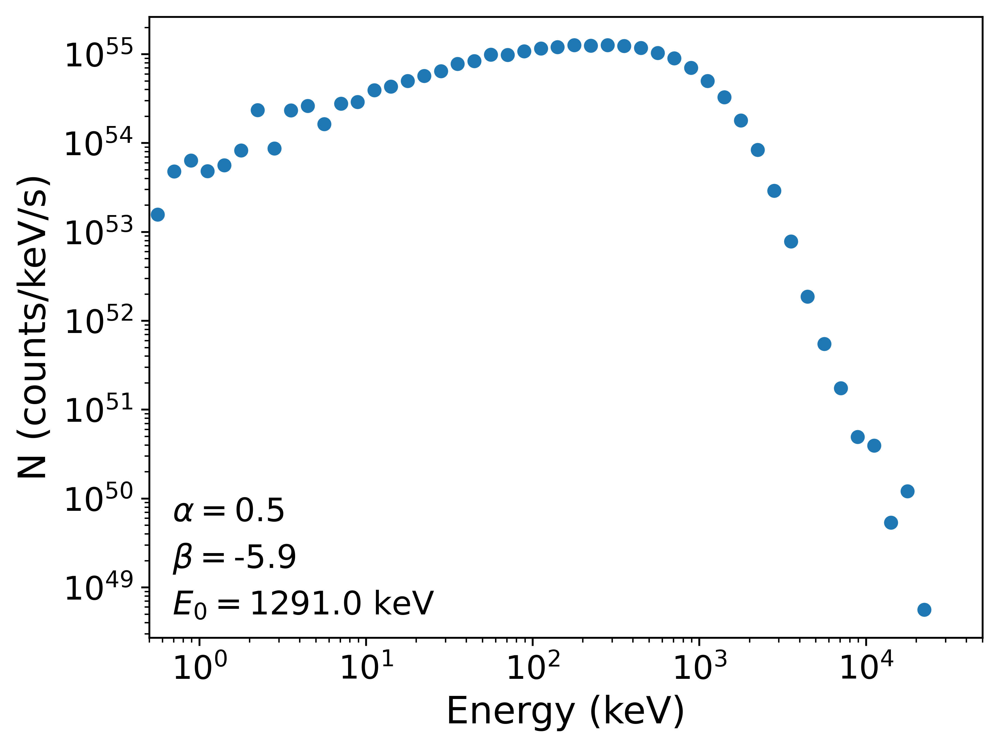 N (counts/keV/s)
10^55
10^54
10^53
10^52
10^51
10^50
10^49
α = 0.5
β = -5.9
E_0 = 1291.0 keV
10^0 10^1 10^2 10^3 10^4
Energy (keV)